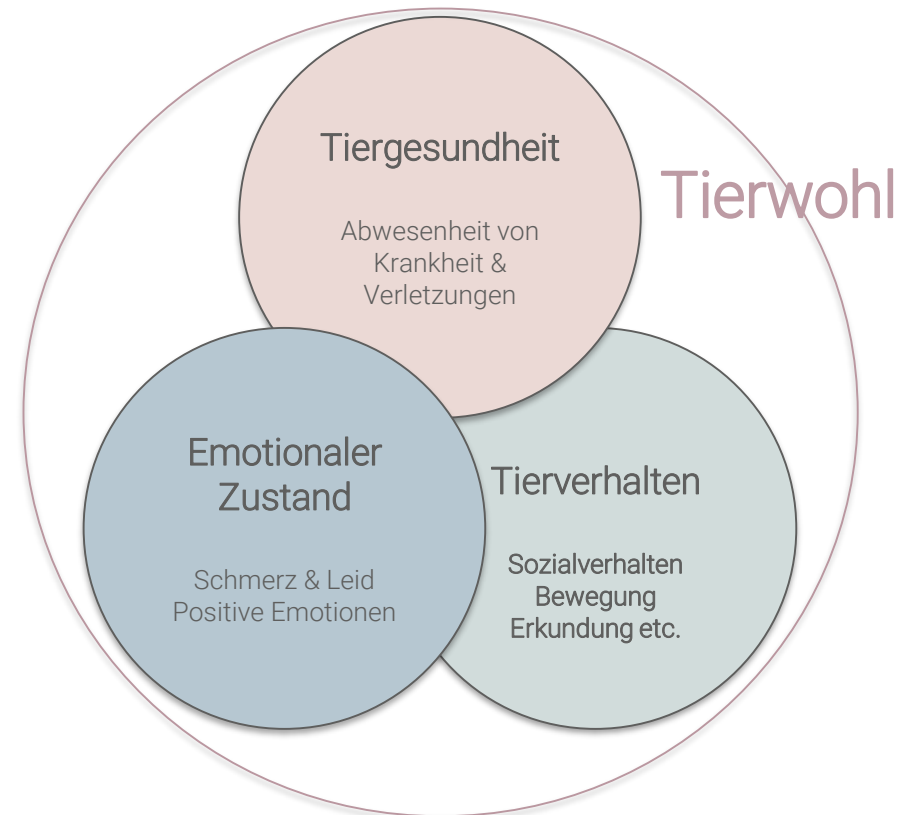 Tiergesundheit
Abwesenheit von
Krankheit &
Verletzungen
Tierwohl
Emotionaler
Zustand
Schmerz & Leid
Positive Emotionen
Tierverhalten
Sozialverhalten
Bewegung
Erkundung etc.